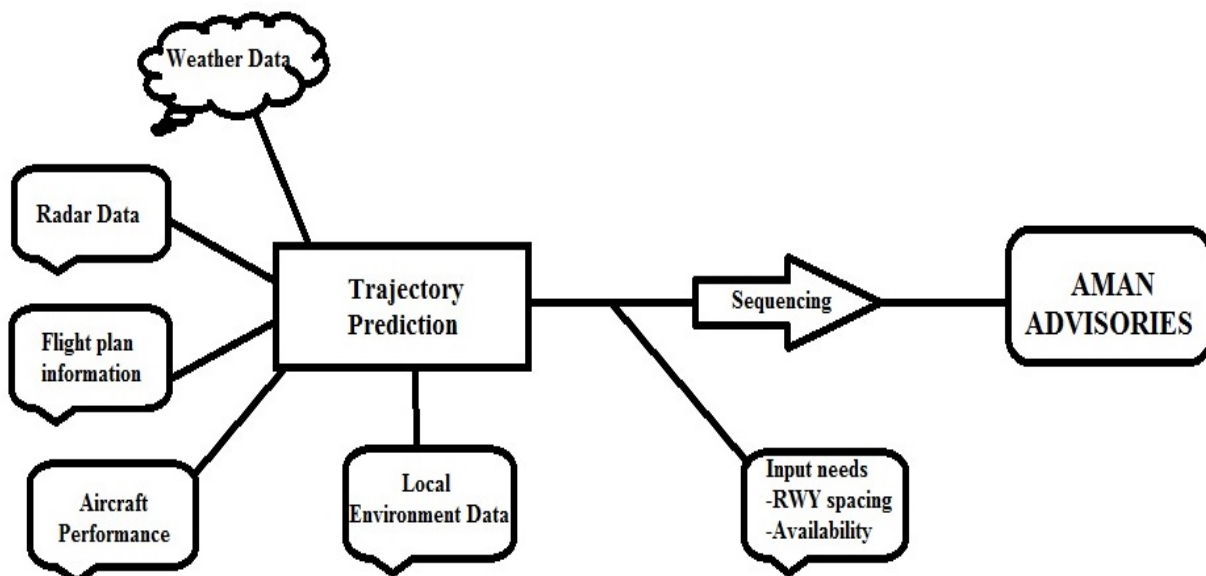 Weather Data
Radar Data
Trajectory
Prediction
Sequencing
AMAN
ADVISORIES
Flight plan
information
Aircraft
Performance
Local
Environment Data
Input needs
-RWY spacing
-Availability